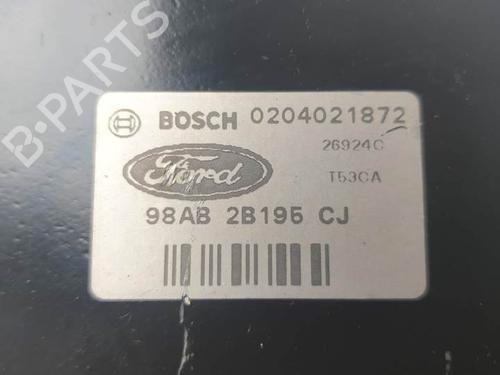 B-PARTS
BOSCH 0204021872
26924C
Ford T53CA
98AB 2B195 CJ